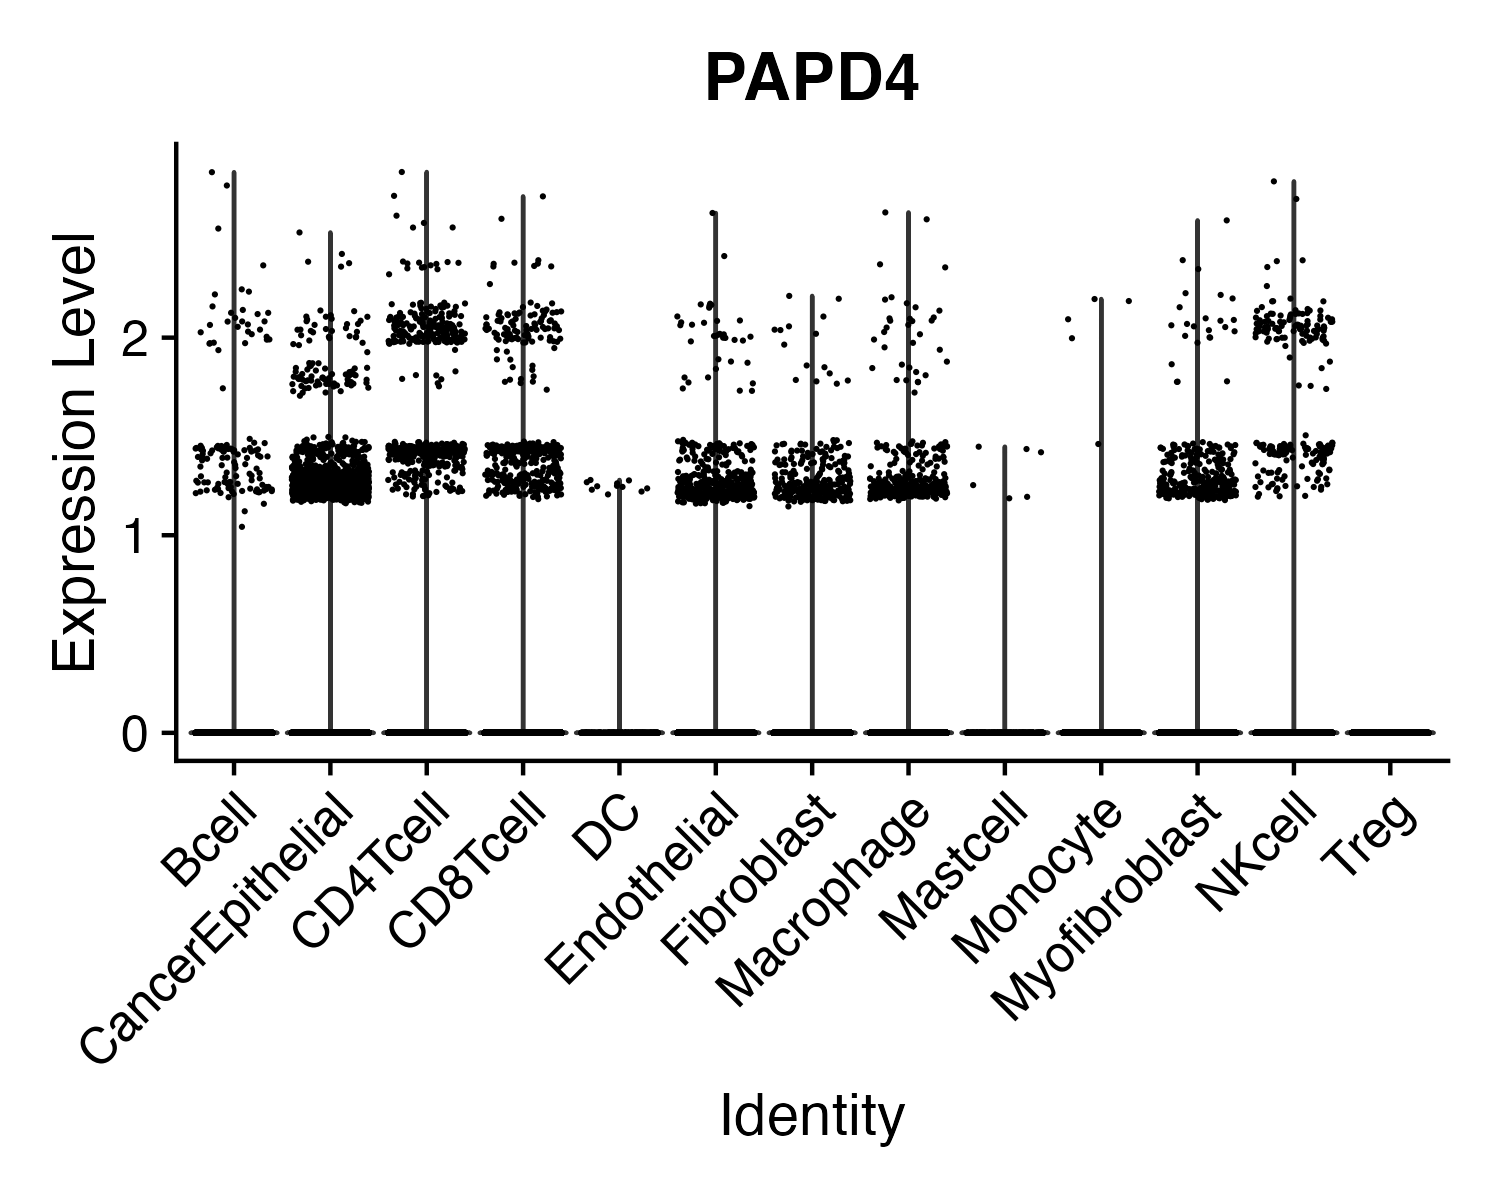 PAPD4
Expression Level
2
1
0
Bcell
CancerEpithelial
CD4Tcell
CD8Tcell
DC
Endothelial
Fibroblast
Macrophage
Mastcell
Monocyte
Myofibroblast
NKcell
Treg
Identity